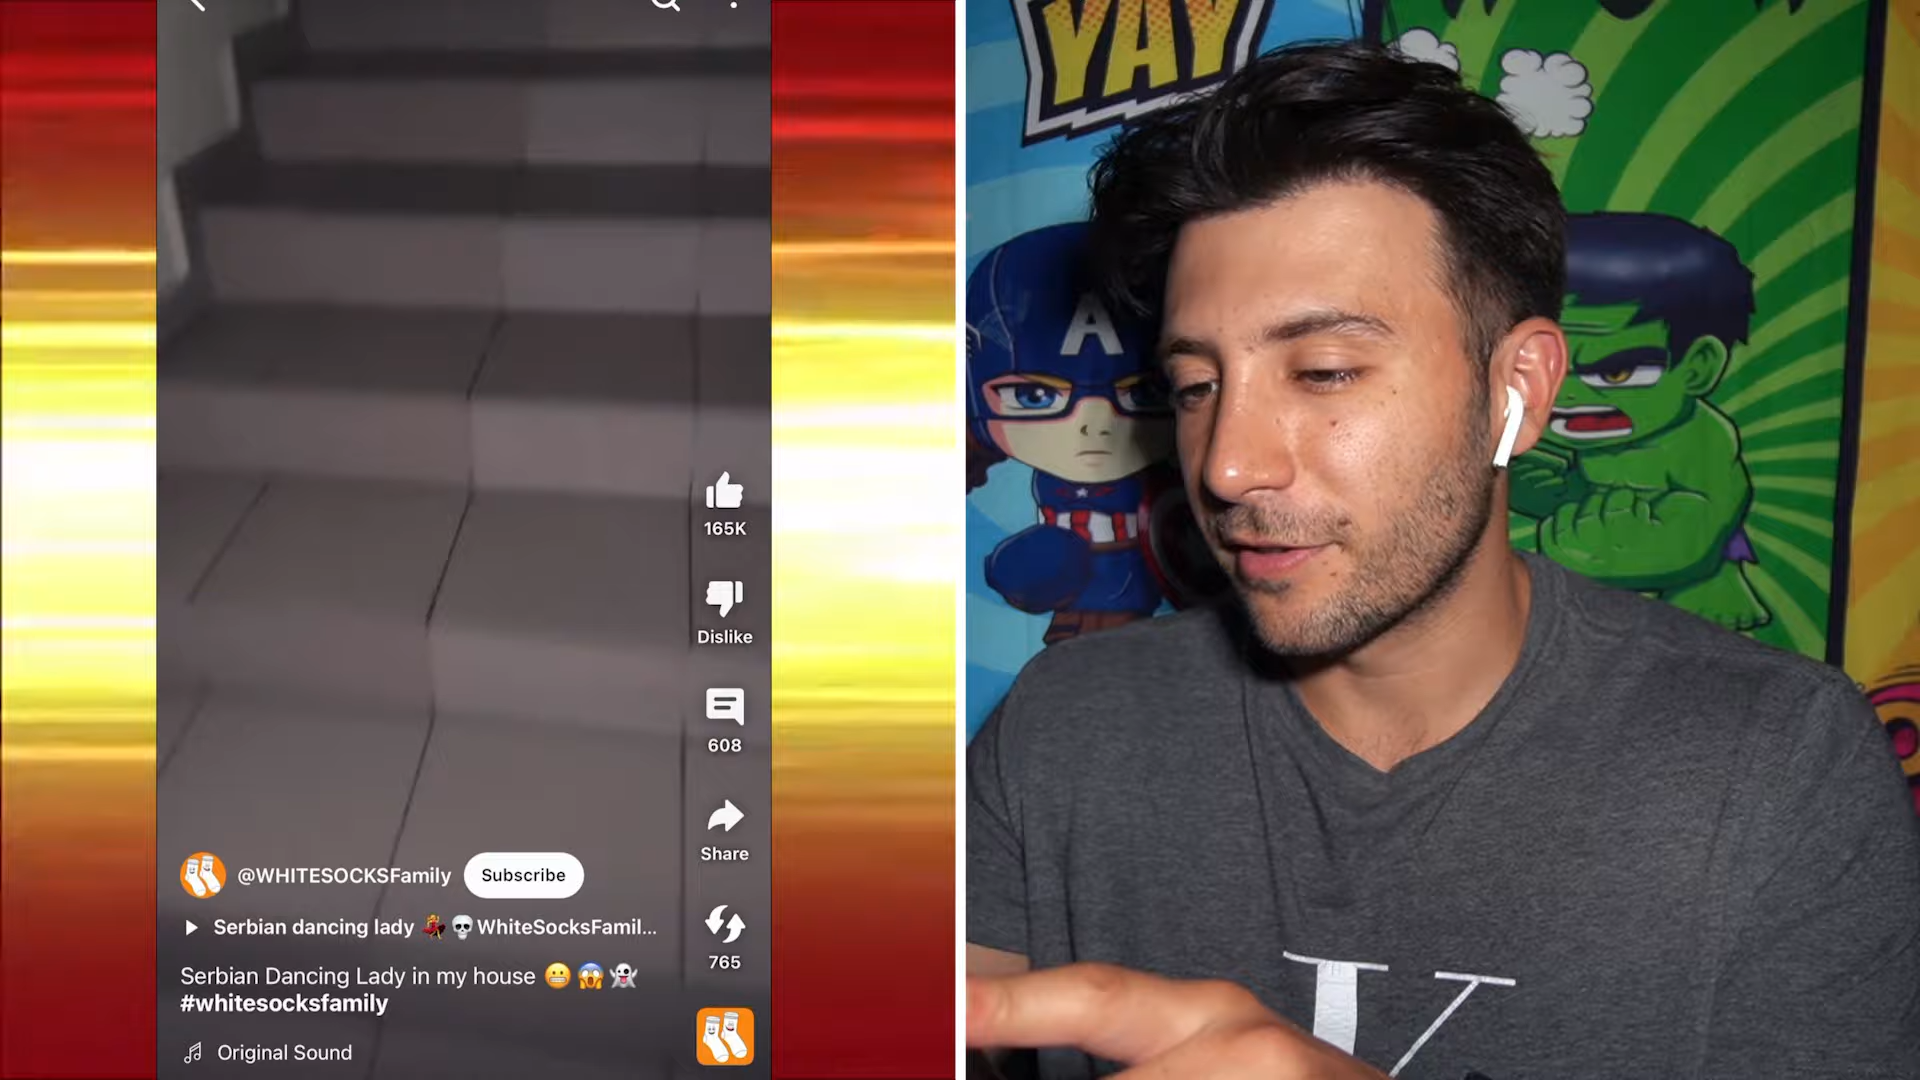 165K
Dislike
608
Share
@WHITESOCKSFamily Subscribe
Serbian dancing lady 💃💀WhiteSocksFamil...
765
Serbian Dancing Lady in my house 😬😱👻
#whitesocksfamily
Original Sound
YAY
A
K